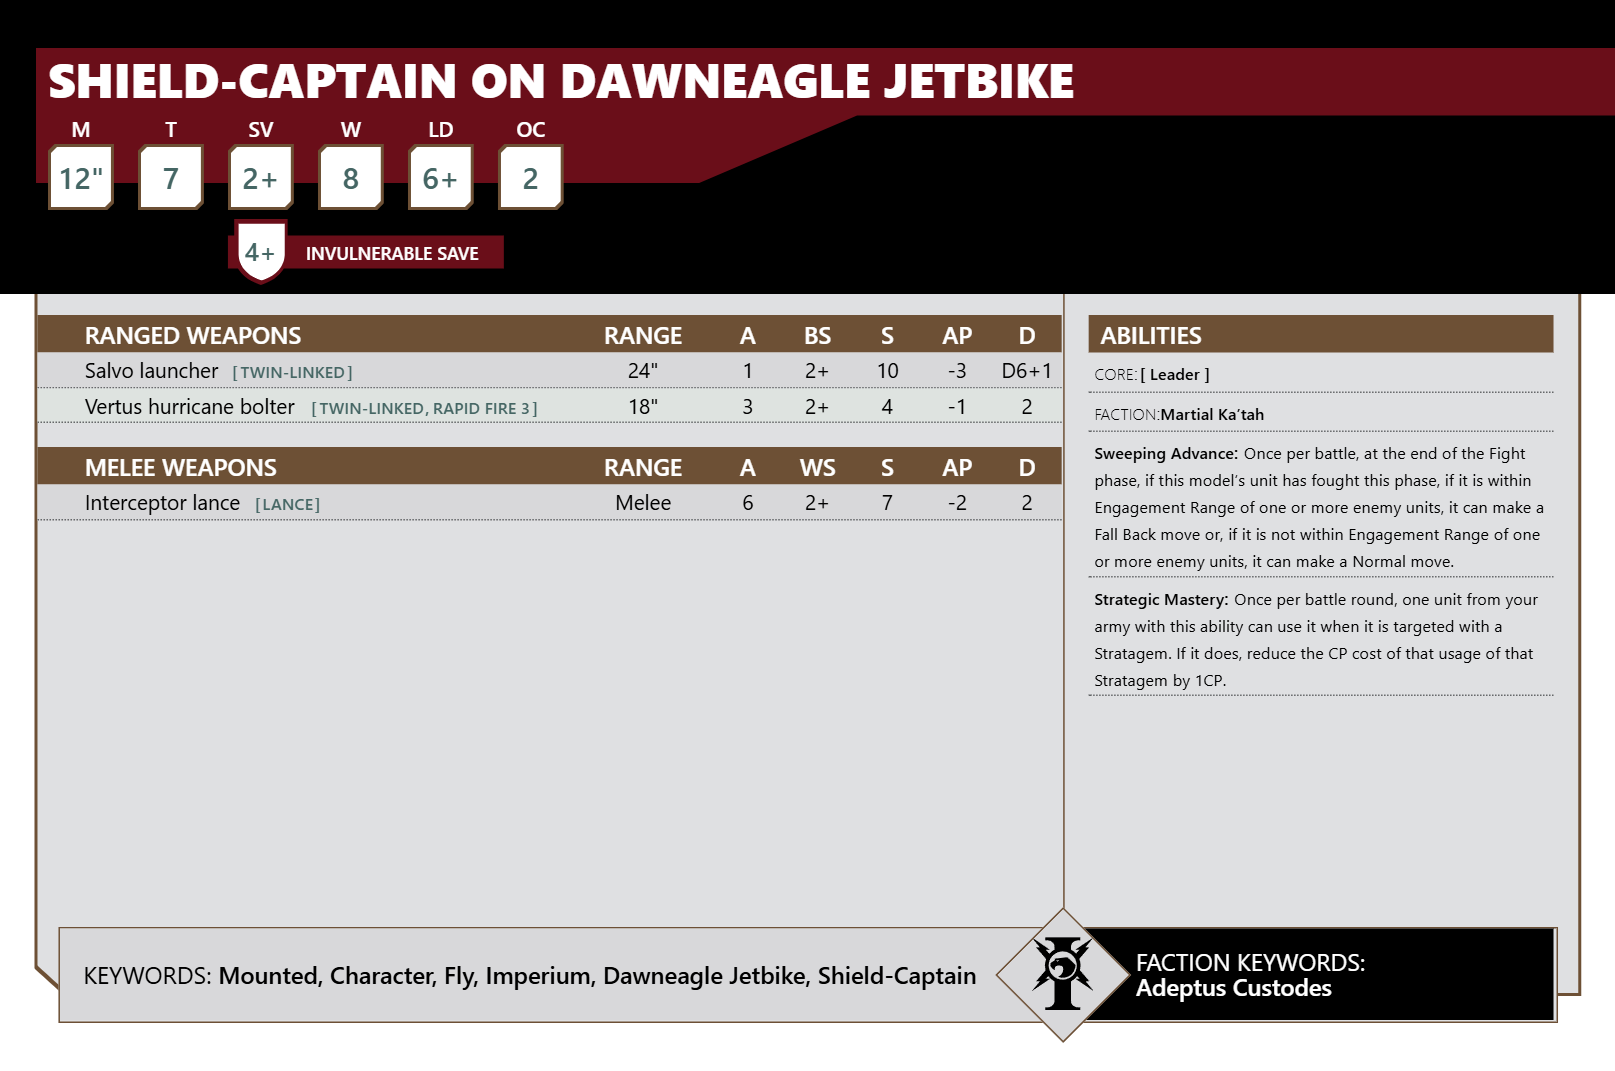 SHIELD-CAPTAIN ON DAWNEAGLE JETBIKE
M T SV W LD OC
12" 7 2+ 8 6+ 2
4+ INVULNERABLE SAVE
RANGED WEAPONS RANGE A BS S AP D
Salvo launcher [TWIN-LINKED] 24" 1 2+ 10 -3 D6+1
Vertus hurricane bolter [TWIN-LINKED, RAPID FIRE 3] 18" 3 2+ 4 -1 2
MELEE WEAPONS RANGE A WS S AP D
Interceptor lance [LANCE] Melee 6 2+ 7 -2 2
ABILITIES
CORE: [ Leader ]
FACTION:Martial Ka’tah
Sweeping Advance: Once per battle, at the end of the Fight
phase, if this model’s unit has fought this phase, if it is within
Engagement Range of one or more enemy units, it can make a
Fall Back move or, if it is not within Engagement Range of one
or more enemy units, it can make a Normal move.
Strategic Mastery: Once per battle round, one unit from your
army with this ability can use it when it is targeted with a
Stratagem. If it does, reduce the CP cost of that usage of that
Stratagem by 1CP.
KEYWORDS: Mounted, Character, Fly, Imperium, Dawneagle Jetbike, Shield-Captain
FACTION KEYWORDS:
Adeptus Custodes